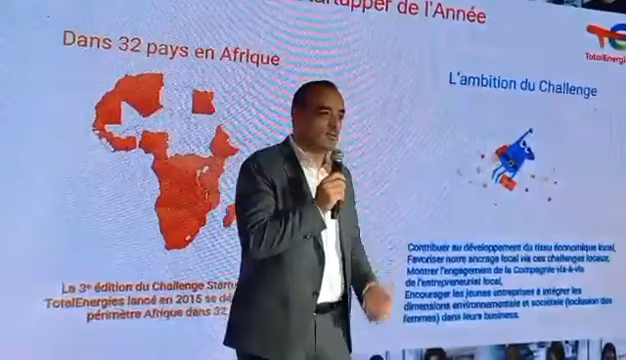 Startupper de l'Année
TotalEnergies
Dans 32 pays en Afrique
L'ambition du Challenge
La 3e édition du Challenge
TotalEnergies lancé en 2015 se
périmètre Afrique dans 32
Contribuer au développement du tissu économique local,
Favoriser notre ancrage local via ces challenges locaux,
Montrer l'engagement de la Compagnie vis-à-vis
de l'entrepreneuriat local,
Encourager les jeunes entreprises à intégrer les
dimensions environnementale et sociétale (inclusion des
femmes) dans leurs business.